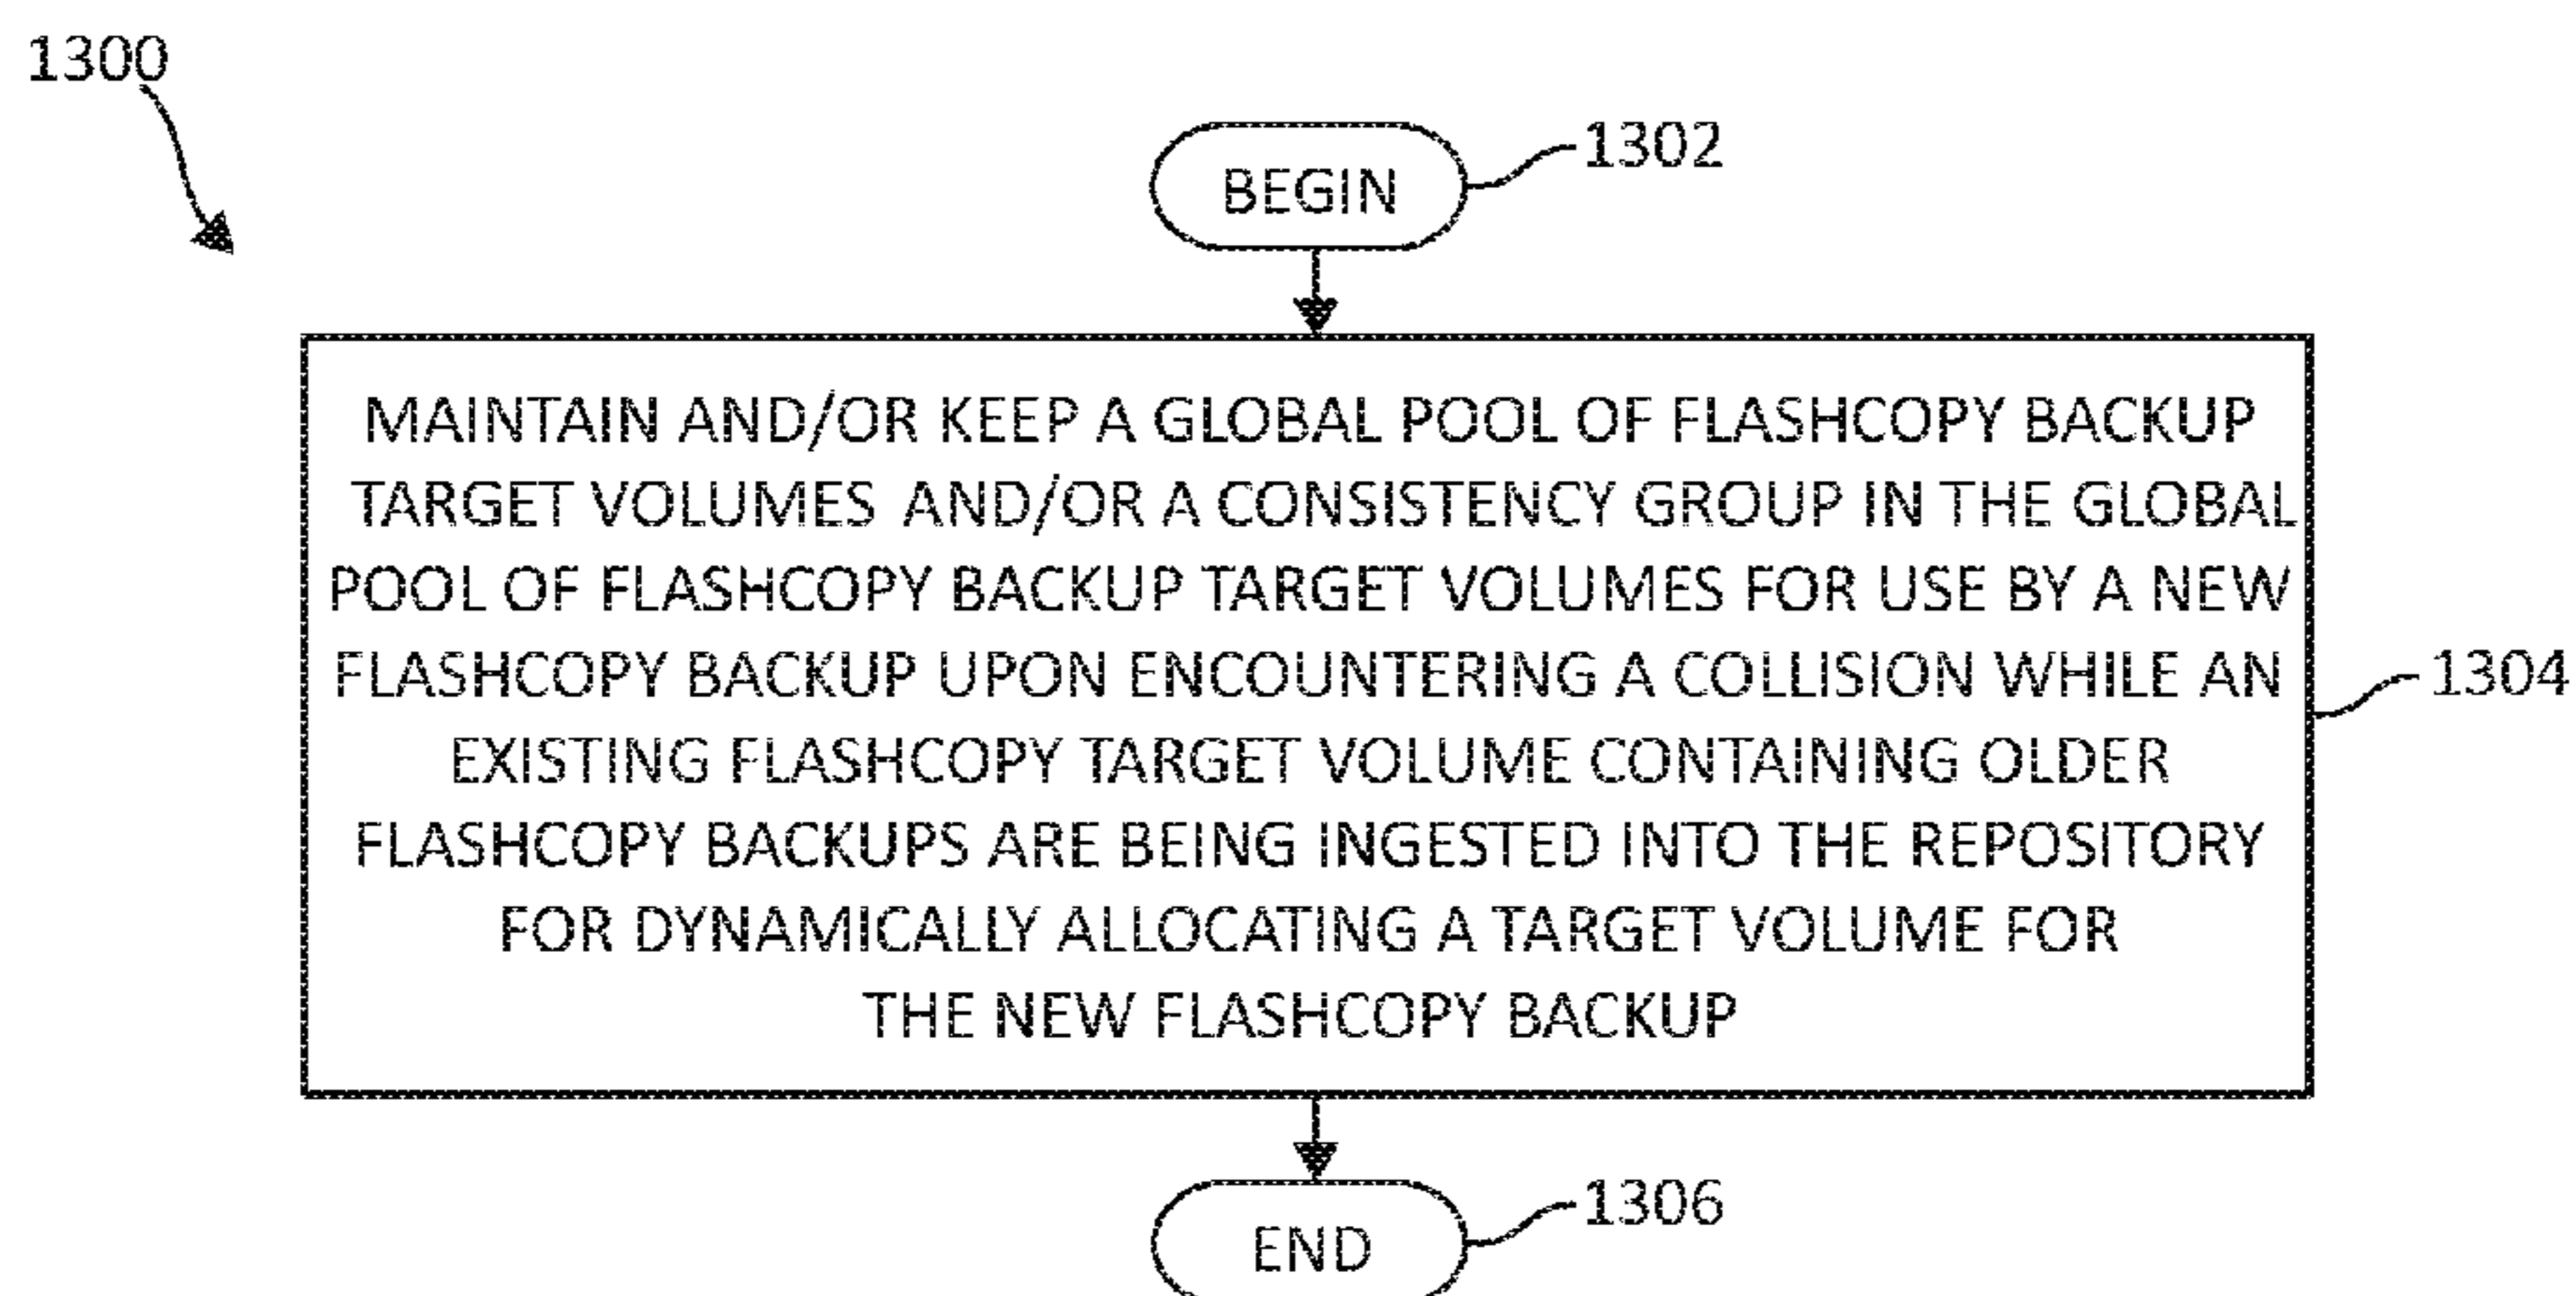 1300
BEGIN
1302
MAINTAIN AND/OR KEEP A GLOBAL POOL OF FLASHCOPY BACKUP
TARGET VOLUMES AND/OR A CONSISTENCY GROUP IN THE GLOBAL
POOL OF FLASHCOPY BACKUP TARGET VOLUMES FOR USE BY A NEW
FLASHCOPY BACKUP UPON ENCOUNTERING A COLLISION WHILE AN
EXISTING FLASHCOPY TARGET VOLUME CONTAINING OLDER
FLASHCOPY BACKUPS ARE BEING INGESTED INTO THE REPOSITORY
FOR DYNAMICALLY ALLOCATING A TARGET VOLUME FOR
THE NEW FLASHCOPY BACKUP
1304
END
1306